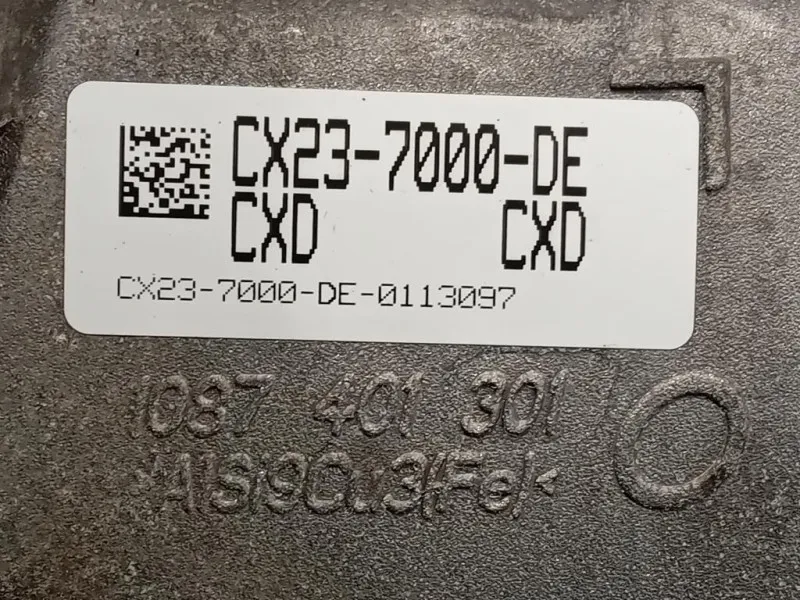 CX23-7000-DE
CXD CXD
CX23-7000-DE-0113097
1087 401 301
>AlSi9Cu3(Fe)<